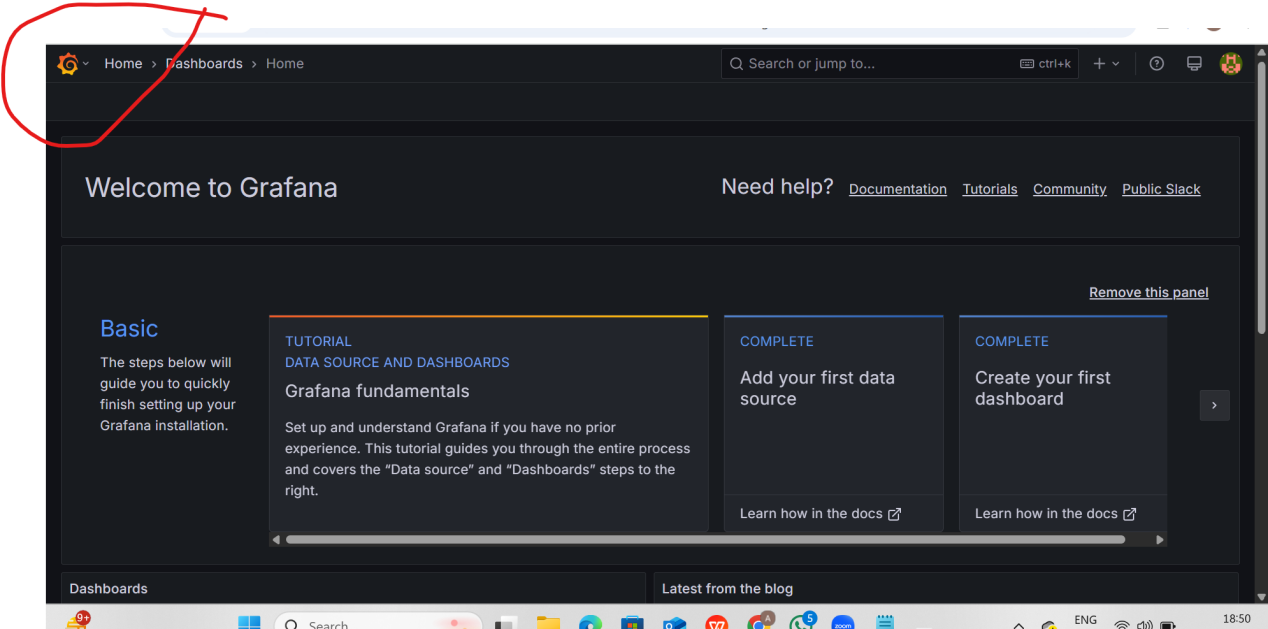 Home › Dashboards › Home
Search or jump to...
ctrl+k
Welcome to Grafana
Need help? Documentation Tutorials Community Public Slack
Remove this panel
Basic
The steps below will
guide you to quickly
finish setting up your
Grafana installation.
TUTORIAL
DATA SOURCE AND DASHBOARDS
Grafana fundamentals
Set up and understand Grafana if you have no prior
experience. This tutorial guides you through the entire process
and covers the “Data source” and “Dashboards” steps to the
right.
COMPLETE
Add your first data
source
Learn how in the docs
COMPLETE
Create your first
dashboard
Learn how in the docs
Dashboards
Latest from the blog
9+
Search
A
5
zoom
ENG
18:50